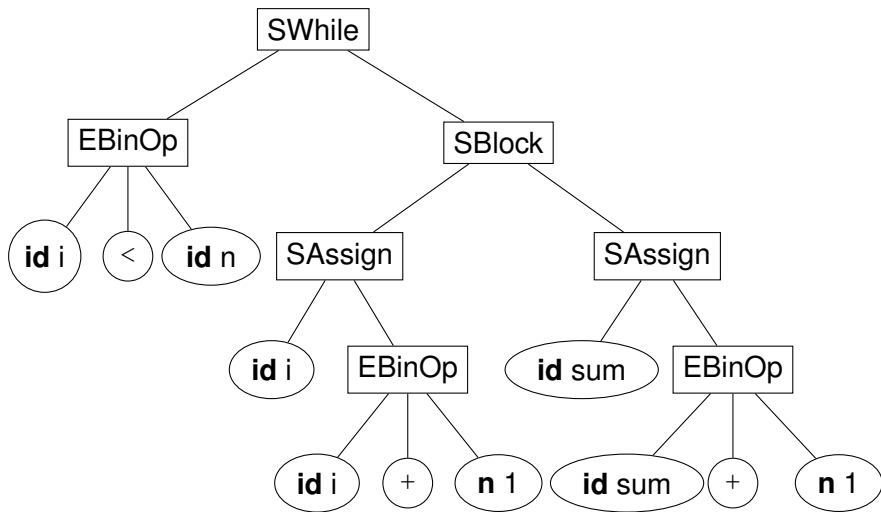 SWhile
EBinOp SBlock
id i < id n SAssign SAssign
id i EBinOp id sum EBinOp
id i + n 1 id sum + n 1